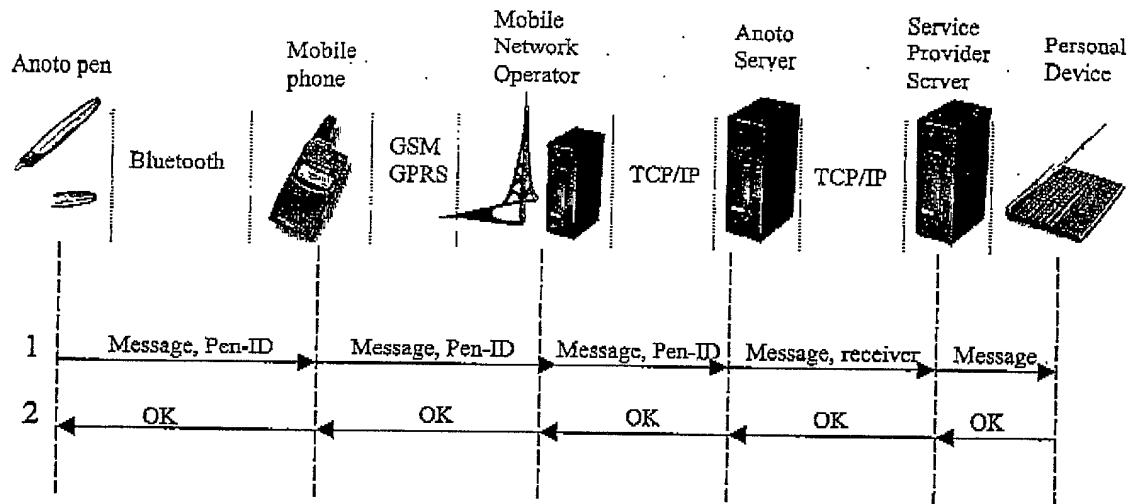 Anoto pen
Mobile
phone
Mobile
Network
Operator
Anoto
Server
Service
Provider
Server
Personal
Device
Bluetooth
GSM
GPRS
TCP/IP
TCP/IP
1
Message, Pen-ID
Message, Pen-ID
Message, Pen-ID
Message, receiver
Message
2
OK
OK
OK
OK
OK